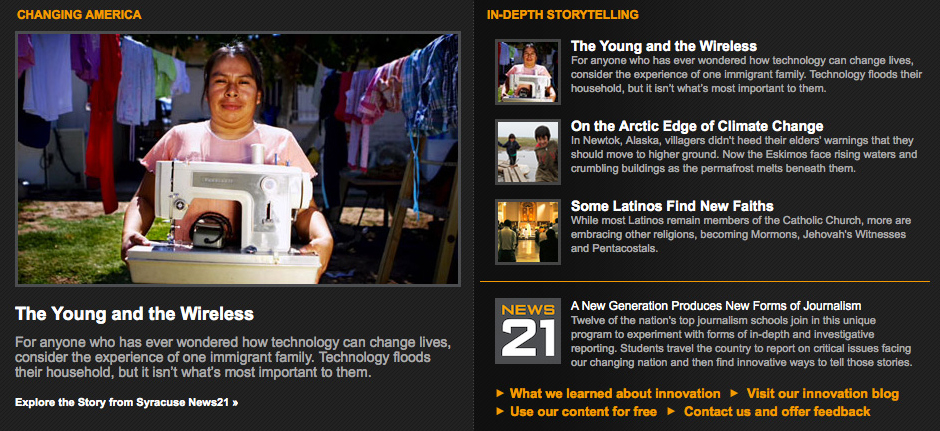 CHANGING AMERICA
The Young and the Wireless
For anyone who has ever wondered how technology can change lives,
consider the experience of one immigrant family. Technology floods
their household, but it isn't what's most important to them.
Explore the Story from Syracuse News21 »
IN-DEPTH STORYTELLING
The Young and the Wireless
For anyone who has ever wondered how technology can change lives,
consider the experience of one immigrant family. Technology floods their
household, but it isn't what's most important to them.
On the Arctic Edge of Climate Change
In Newtok, Alaska, villagers didn't heed their elders' warnings that they
should move to higher ground. Now the Eskimos face rising waters and
crumbling buildings as the permafrost melts beneath them.
Some Latinos Find New Faiths
While most Latinos remain members of the Catholic Church, more are
embracing other religions, becoming Mormons, Jehovah's Witnesses
and Pentacostals.
NEWS
21
A New Generation Produces New Forms of Journalism
Twelve of the nation's top journalism schools join in this unique
program to experiment with forms of in-depth and investigative
reporting. Students travel the country to report on critical issues facing
our changing nation and then find innovative ways to tell those stories.
What we learned about innovation Visit our innovation blog
Use our content for free Contact us and offer feedback